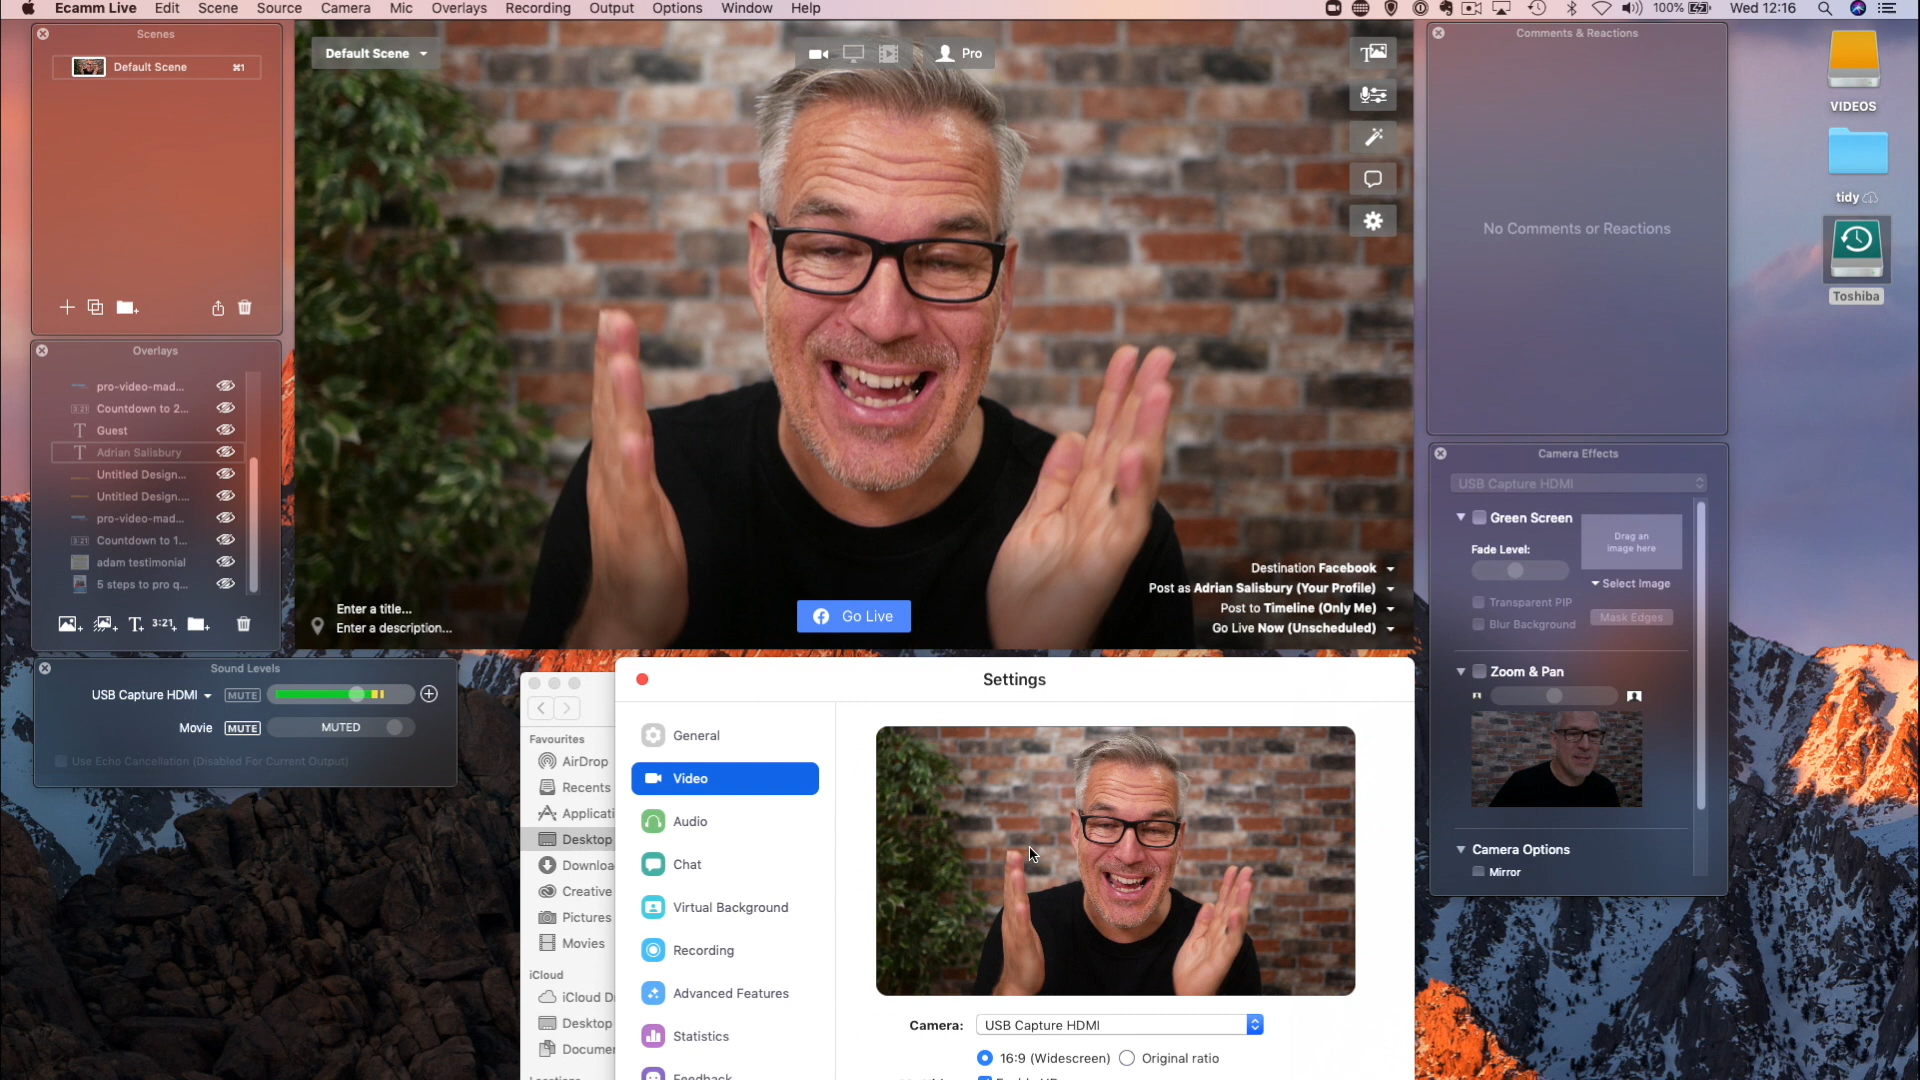 Ecamm Live Edit Scene Source Camera Mic Overlays Recording Output Options Window Help 100% Wed 12:16
Scenes
Default Scene ⌘1
Default Scene
Pro
Comments & Reactions
No Comments or Reactions
VIDEOS
tidy
Toshiba
Overlays
pro-video-mad...
Countdown to 2...
Guest
Adrian Salisbury
Untitled Design...
Untitled Design....
pro-video-mad...
Countdown to 1...
adam testimonial
5 steps to pro q...
3:21
Enter a title...
Enter a description...
Go Live
Destination Facebook
Post as Adrian Salisbury (Your Profile)
Post to Timeline (Only Me)
Go Live Now (Unscheduled)
Camera Effects
USB Capture HDMI
Green Screen
Drag an
image here
Fade Level:
Select Image
Transparent PIP
Mask Edges
Blur Background
Zoom & Pan
Camera Options
Mirror
Sound Levels
USB Capture HDMI MUTE
Movie MUTE MUTED
Use Echo Cancellation (Disabled For Current Output)
Favourites
AirDrop
Recents
Applicati
Desktop
Downloa
Creative
Pictures
Movies
iCloud
iCloud D
Desktop
Documer
Settings
General
Video
Audio
Chat
Virtual Background
Recording
Advanced Features
Statistics
Feedback
Camera: USB Capture HDMI
16:9 (Widescreen) Original ratio